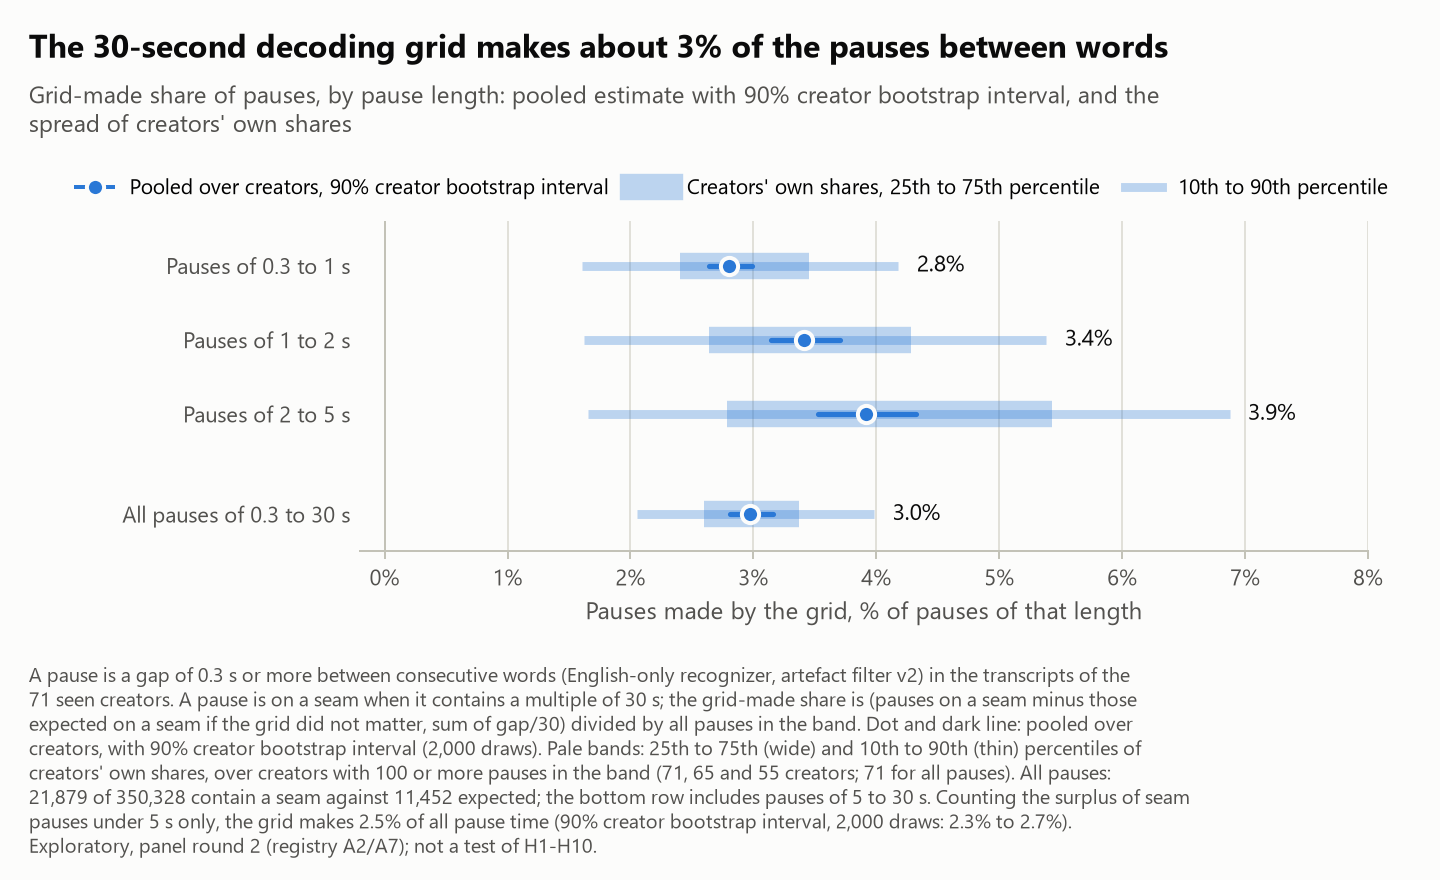 The 30-second decoding grid makes about 3% of the pauses between words
Grid-made share of pauses, by pause length: pooled estimate with 90% creator bootstrap interval, and the
spread of creators' own shares
Pooled over creators, 90% creator bootstrap interval
Creators' own shares, 25th to 75th percentile
10th to 90th percentile
Pauses of 0.3 to 1 s
2.8%
Pauses of 1 to 2 s
3.4%
Pauses of 2 to 5 s
3.9%
All pauses of 0.3 to 30 s
3.0%
0% 1% 2% 3% 4% 5% 6% 7% 8%
Pauses made by the grid, % of pauses of that length
A pause is a gap of 0.3 s or more between consecutive words (English-only recognizer, artefact filter v2) in the transcripts of the
71 seen creators. A pause is on a seam when it contains a multiple of 30 s; the grid-made share is (pauses on a seam minus those
expected on a seam if the grid did not matter, sum of gap/30) divided by all pauses in the band. Dot and dark line: pooled over
creators, with 90% creator bootstrap interval (2,000 draws). Pale bands: 25th to 75th (wide) and 10th to 90th (thin) percentiles of
creators' own shares, over creators with 100 or more pauses in the band (71, 65 and 55 creators; 71 for all pauses). All pauses:
21,879 of 350,328 contain a seam against 11,452 expected; the bottom row includes pauses of 5 to 30 s. Counting the surplus of seam
pauses under 5 s only, the grid makes 2.5% of all pause time (90% creator bootstrap interval, 2,000 draws: 2.3% to 2.7%).
Exploratory, panel round 2 (registry A2/A7); not a test of H1-H10.